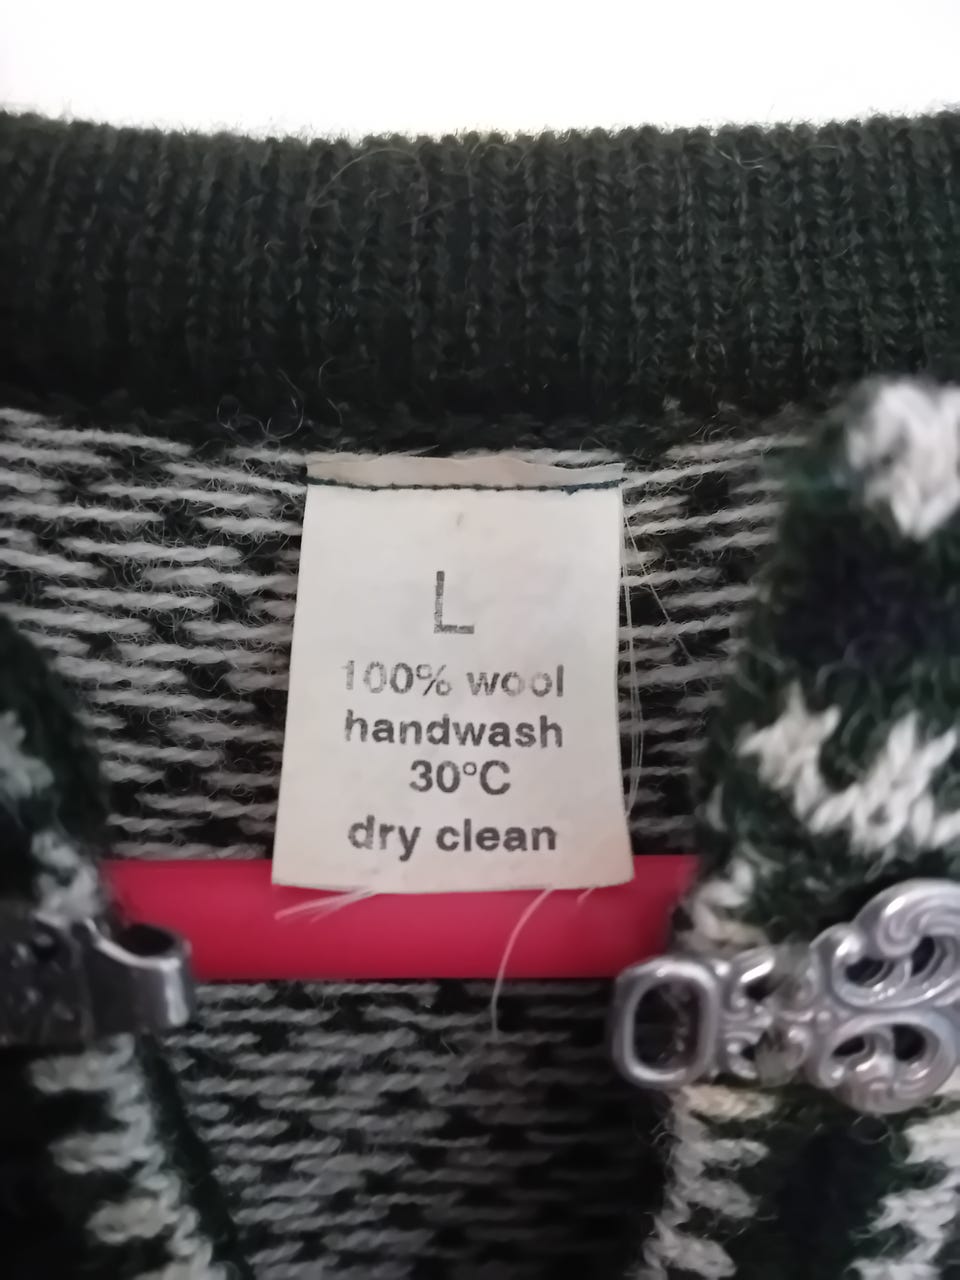 L
100% wool
handwash
30°C
dry clean